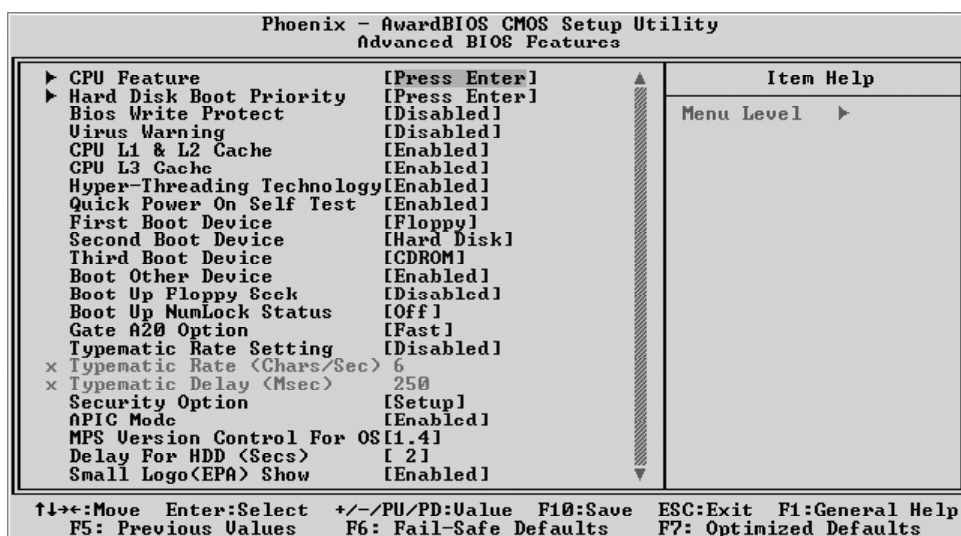 Phoenix - AwardBIOS CMOS Setup Utility
Advanced BIOS Features
▶ CPU Feature [Press Enter]
▶ Hard Disk Boot Priority [Press Enter]
Bios Write Protect [Disabled]
Virus Warning [Disabled]
CPU L1 & L2 Cache [Enabled]
CPU L3 Cache [Enabled]
Hyper-Threading Technology[Enabled]
Quick Power On Self Test [Enabled]
First Boot Device [Floppy]
Second Boot Device [Hard Disk]
Third Boot Device [CDROM]
Boot Other Device [Enabled]
Boot Up Floppy Seek [Disabled]
Boot Up NumLock Status [Off]
Gate A20 Option [Fast]
Typematic Rate Setting [Disabled]
x Typematic Rate (Chars/Sec) 6
x Typematic Delay (Msec) 250
Security Option [Setup]
APIC Mode [Enabled]
MPS Version Control For OS[1.4]
Delay For HDD (Secs) [ 2]
Small Logo(EPA) Show [Enabled]
Item Help
Menu Level ▶
↑↓→←:Move Enter:Select +/-/PU/PD:Value F10:Save ESC:Exit F1:General Help
F5: Previous Values F6: Fail-Safe Defaults F7: Optimized Defaults